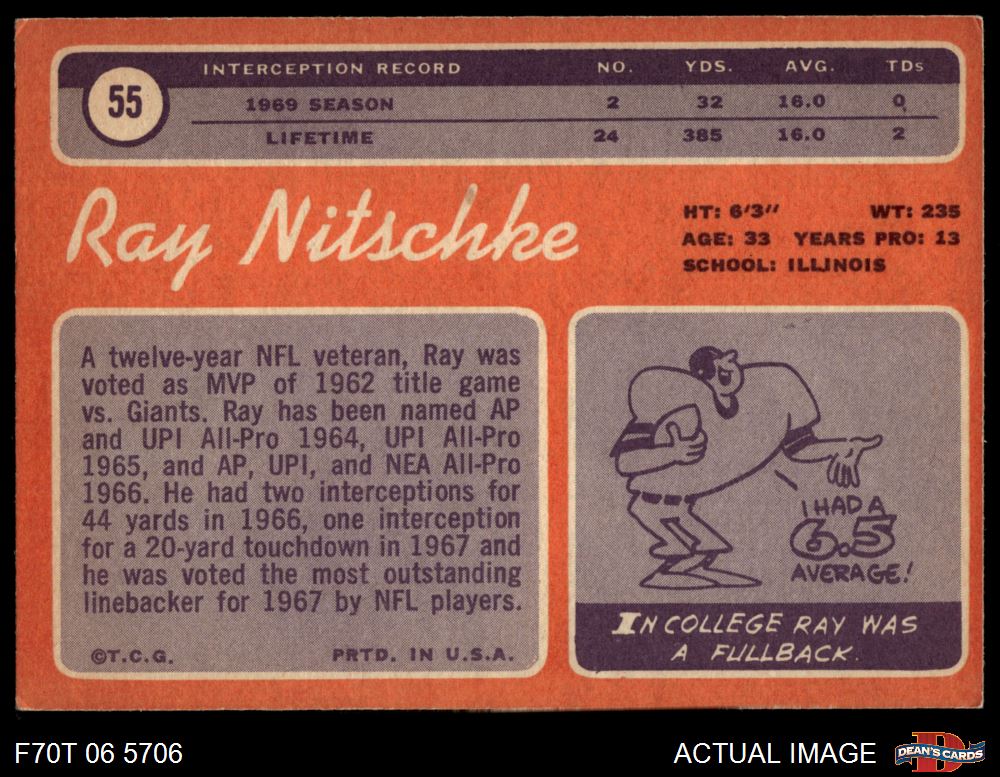 55
INTERCEPTION RECORD NO. YDS. AVG. TDs
1969 SEASON 2 32 16.0 0
LIFETIME 24 385 16.0 2
Ray Nitschke
HT: 6'3" WT: 235
AGE: 33 YEARS PRO: 13
SCHOOL: ILLINOIS
A twelve-year NFL veteran, Ray was
voted as MVP of 1962 title game
vs. Giants. Ray has been named AP
and UPI All-Pro 1964, UPI All-Pro
1965, and AP, UPI, and NEA All-Pro
1966. He had two interceptions for
44 yards in 1966, one interception
for a 20-yard touchdown in 1967 and
he was voted the most outstanding
linebacker for 1967 by NFL players.
©T.C.G. PRTD. IN U.S.A.
I HAD A
6.5
AVERAGE!
IN COLLEGE RAY WAS
A FULLBACK.
F70T 06 5706
ACTUAL IMAGE
D
DEAN'S CARDS